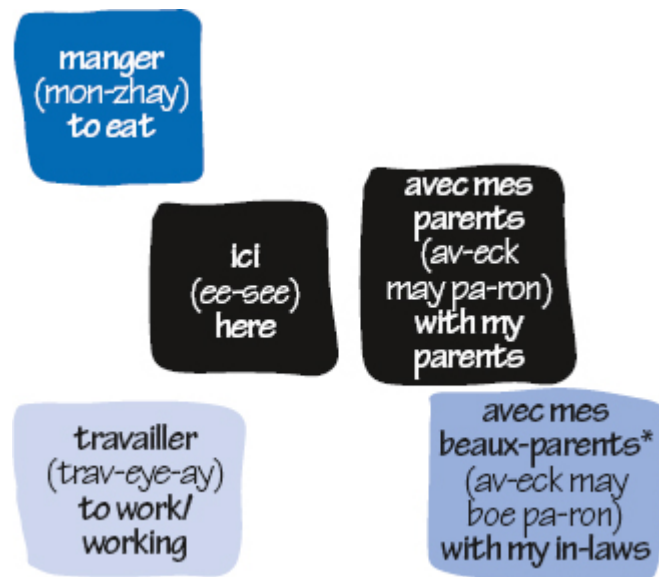 manger
(mon-zhay)
to eat
ici
(ee-see)
here
avec mes
parents
(av-eck
may pa-ron)
with my
parents
travailler
(trav-eye-ay)
to work/
working
avec mes
beaux-parents*
(av-eck may
boe pa-ron)
with my in-laws